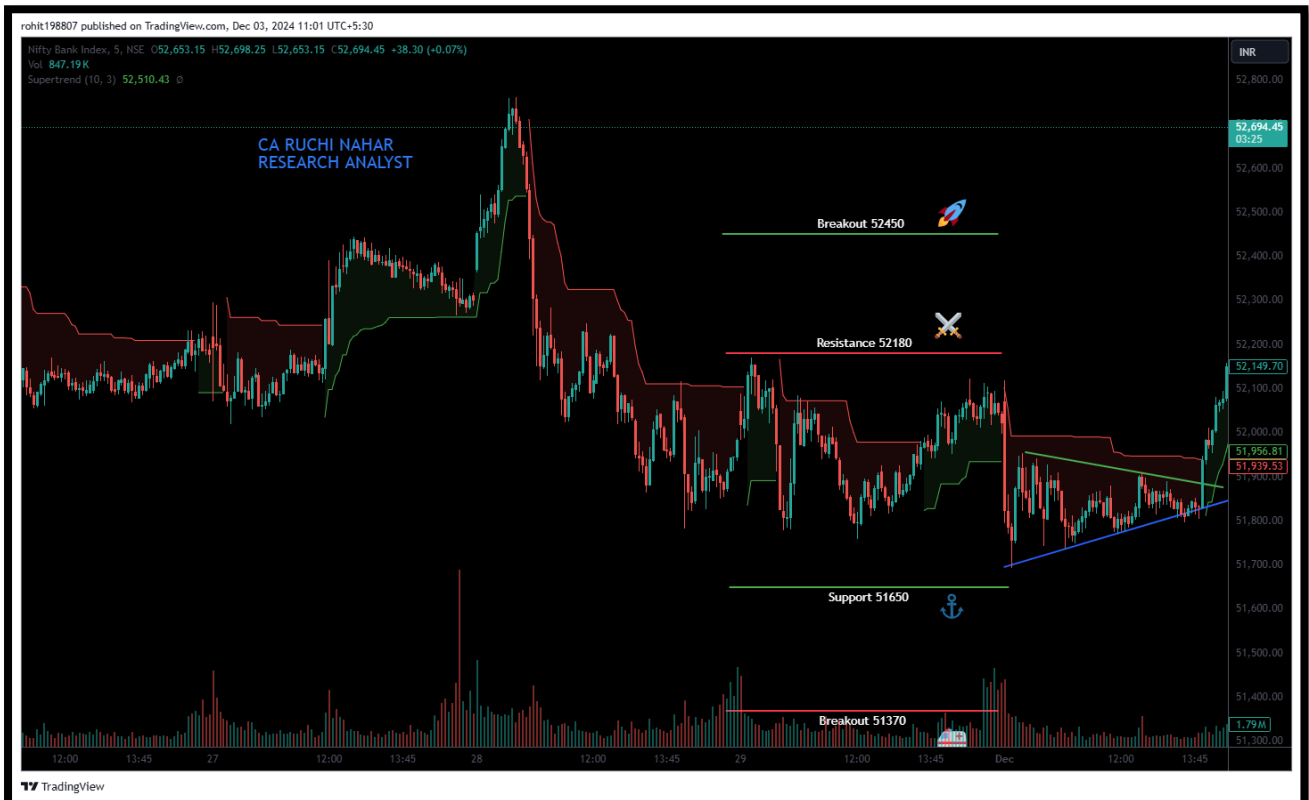 rohit198807 published on TradingView.com, Dec 03, 2024 11:01 UTC+5:30
Nifty Bank Index, 5, NSE O52,653.15 H52,698.25 L52,653.15 C52,694.45 +38.30 (+0.07%)
Vol 847.19K
Supertrend (10, 3) 52,510.43 ∅
INR
52,800.00
CA RUCHI NAHAR
RESEARCH ANALYST
52,694.45
03:25
52,600.00
52,500.00
Breakout 52450
52,400.00
52,300.00
Resistance 52180
52,200.00
52,149.70
52,100.00
52,000.00
51,956.81
51,939.53
51,900.00
51,800.00
51,700.00
Support 51650
51,600.00
51,500.00
51,400.00
Breakout 51370
1.79M
51,300.00
12:00 13:45 27 12:00 13:45 28 12:00 13:45 29 12:00 13:45 Dec 12:00 13:45
TradingView